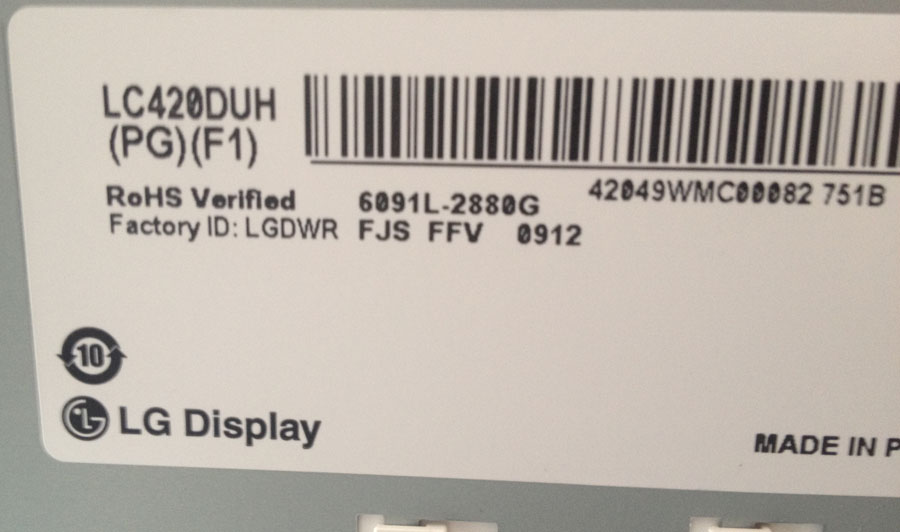 LC420DUH
(PG)(F1)
42049WMC00082 751B
RoHS Verified 6091L-2880G
Factory ID: LGDWR FJS FFV 0912
10
LG Display
MADE IN P